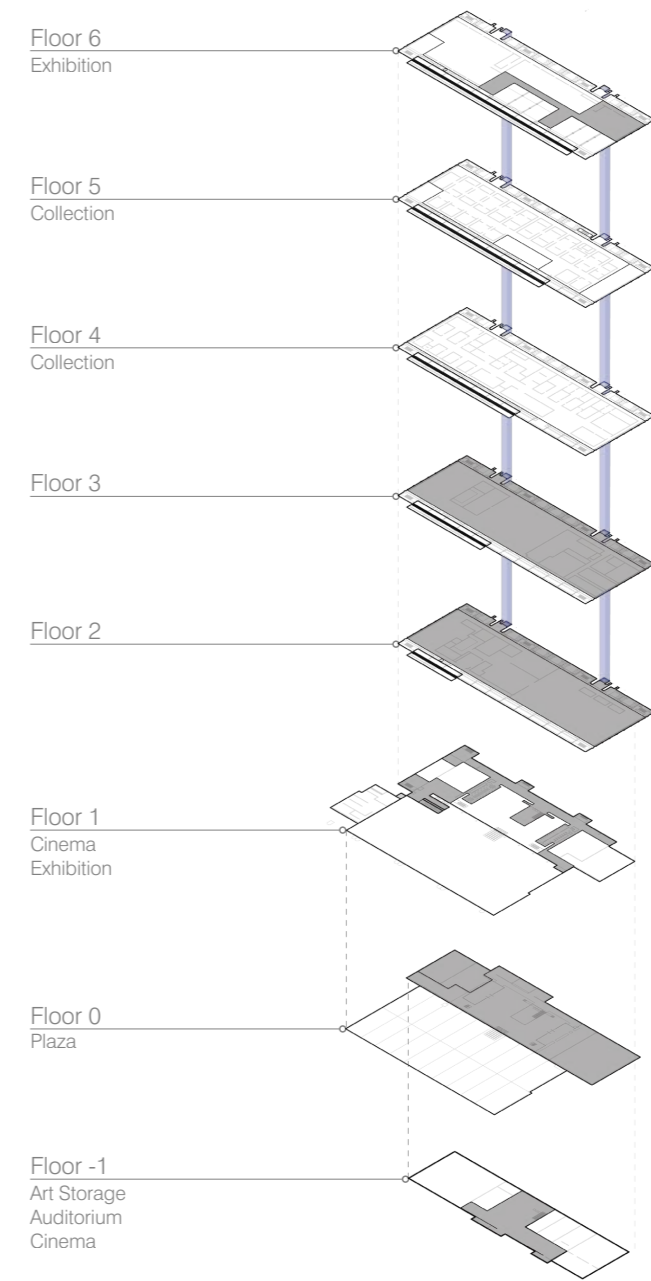 Floor 6
Exhibition
Floor 5
Collection
Floor 4
Collection
Floor 3
Floor 2
Floor 1
Cinema
Exhibition
Floor 0
Plaza
Floor -1
Art Storage
Auditorium
Cinema